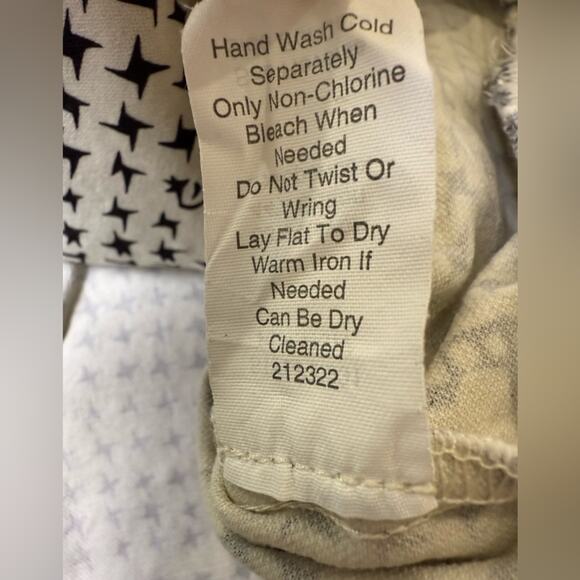 Hand Wash Cold
Separately
Only Non-Chlorine
Bleach When
Needed
Do Not Twist Or
Wring
Lay Flat To Dry
Warm Iron If
Needed
Can Be Dry
Cleaned
212322